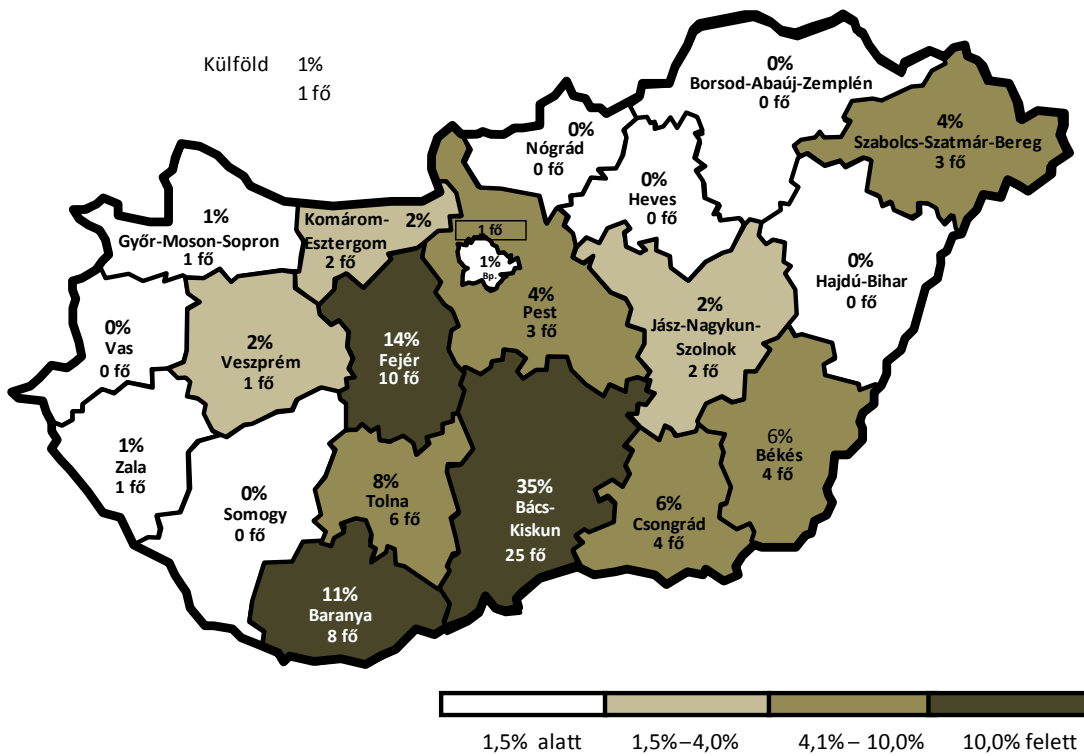 Külföld 1%
1 fő
0%
Borsod-Abaúj-Zemplén
0 fő
4%
Szabolcs-Szatmár-Bereg
3 fő
0%
Nógrád
0 fő
0%
Heves
0 fő
1%
Győr-Moson-Sopron
1 fő
Komárom- 2%
Esztergom
2 fő
1 fő
1%
Bp.
4%
Pest
3 fő
0%
Hajdú-Bihar
0 fő
2%
Jász-Nagykun-
Szolnok
2 fő
0%
Vas
0 fő
2%
Veszprém
1 fő
14%
Fejér
10 fő
1%
Zala
1 fő
0%
Somogy
0 fő
8%
Tolna
6 fő
35%
Bács-
Kiskun
25 fő
6%
Csongrád
4 fő
6%
Békés
4 fő
11%
Baranya
8 fő
1,5% alatt 1,5%–4,0% 4,1% – 10,0% 10,0% felett